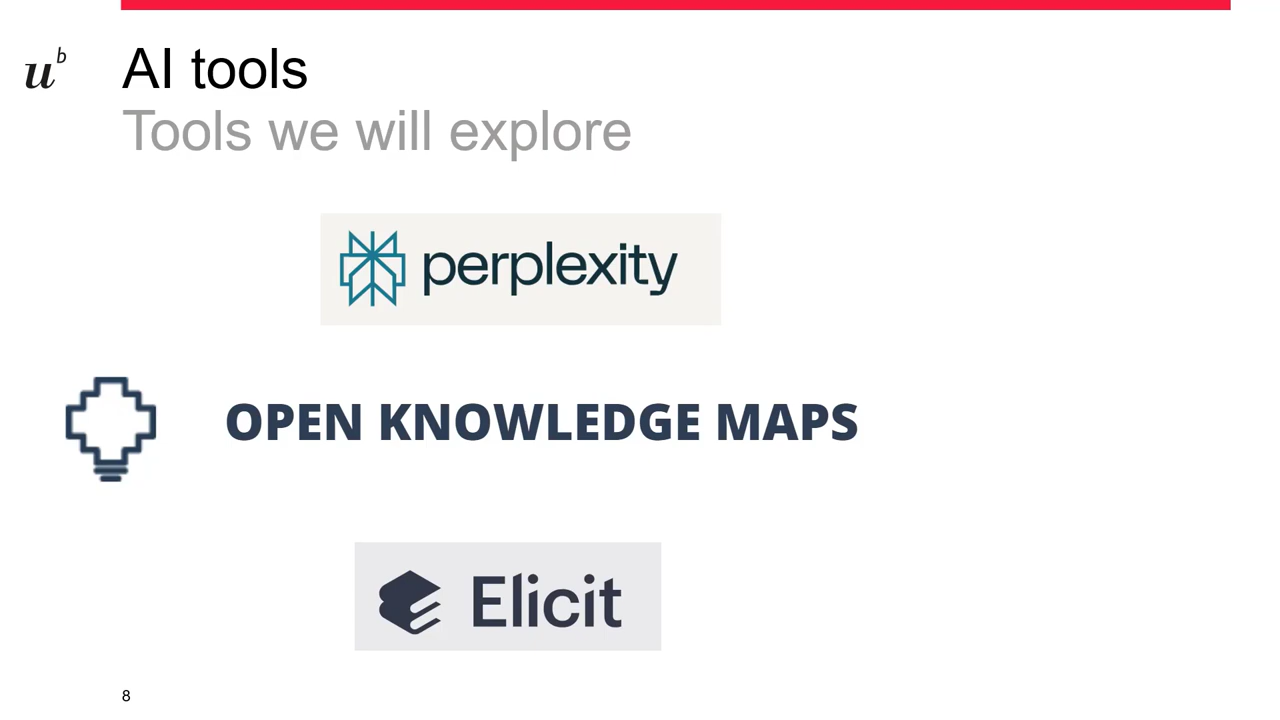 u^b
AI tools
Tools we will explore
perplexity
OPEN KNOWLEDGE MAPS
Elicit
8